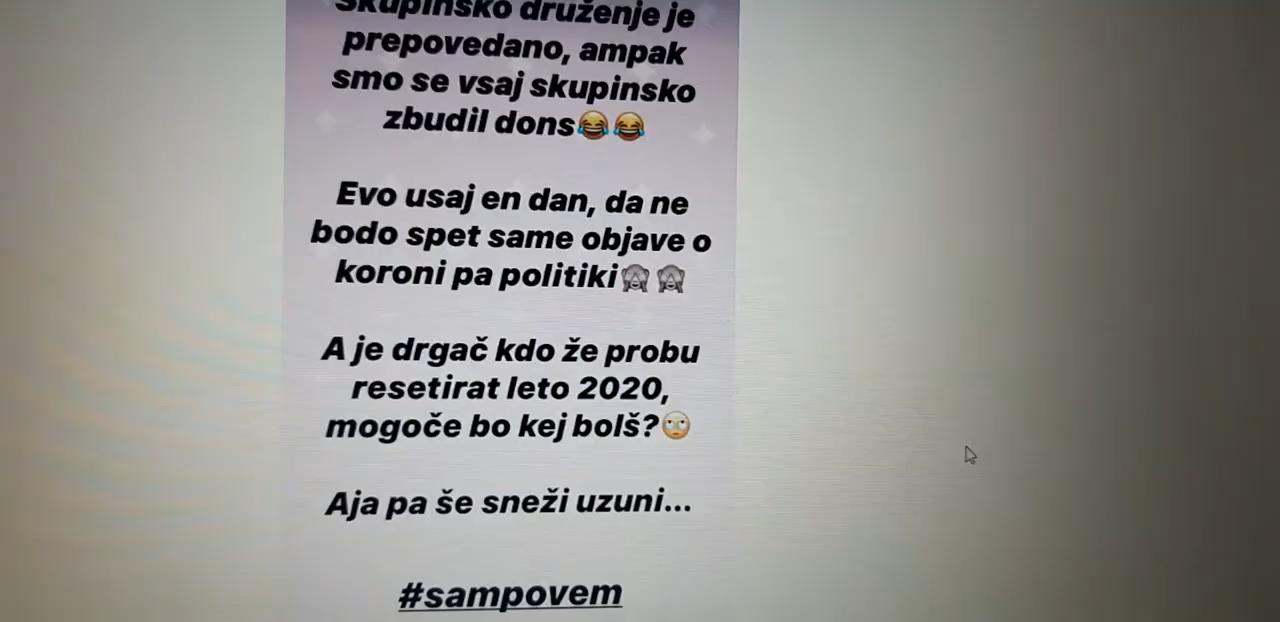 Skupinsko druženje je
prepovedano, ampak
smo se vsaj skupinsko
zbudil dons😂😂
Evo usaj en dan, da ne
bodo spet same objave o
koroni pa politiki🙈🙈
A je drgač kdo že probu
resetirat leto 2020,
mogoče bo kej bolš?🙄
Aja pa še sneži uzuni...
#sampovem